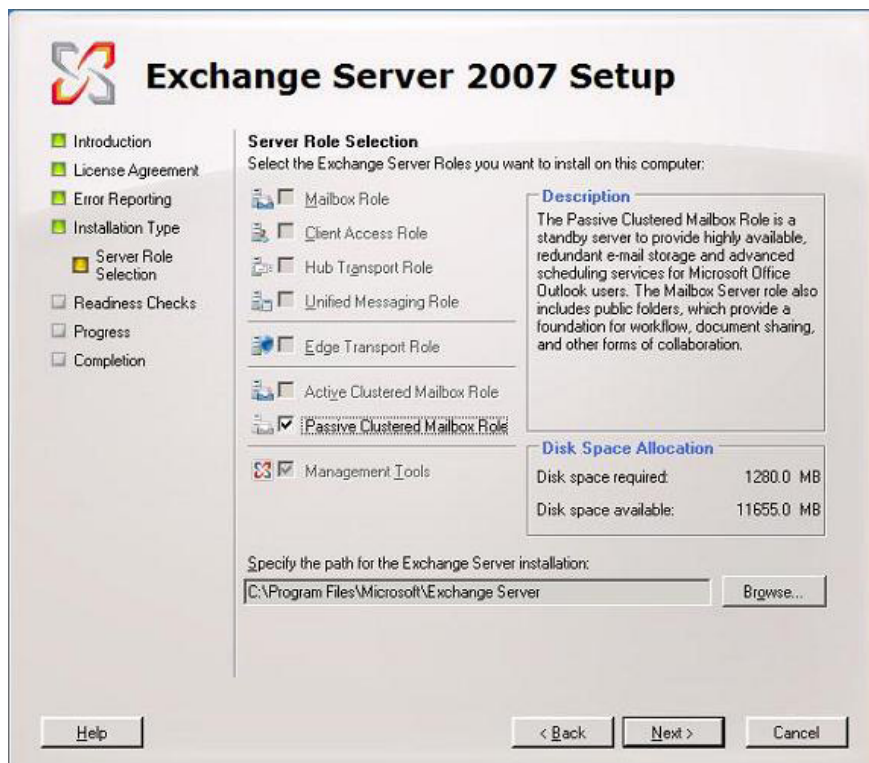 Exchange Server 2007 Setup
Introduction
License Agreement
Error Reporting
Installation Type
Server Role
Selection
Readiness Checks
Progress
Completion
Server Role Selection
Select the Exchange Server Roles you want to install on this computer:
Mailbox Role
Client Access Role
Hub Transport Role
Unified Messaging Role
Edge Transport Role
Active Clustered Mailbox Role
Passive Clustered Mailbox Role
Management Tools
Description
The Passive Clustered Mailbox Role is a
standby server to provide highly available,
redundant e-mail storage and advanced
scheduling services for Microsoft Office
Outlook users. The Mailbox Server role also
includes public folders, which provide a
foundation for workflow, document sharing,
and other forms of collaboration.
Disk Space Allocation
Disk space required: 1280.0 MB
Disk space available: 11655.0 MB
Specify the path for the Exchange Server installation:
C:\Program Files\Microsoft\Exchange Server
Browse...
Help
< Back
Next >
Cancel